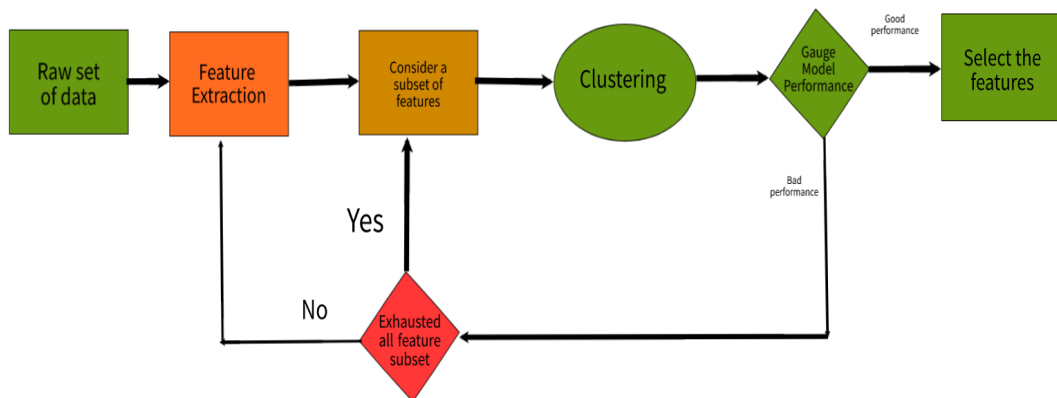 Raw set
of data
Feature
Extraction
Consider a
subset of
features
Clustering
Gauge
Model
Performance
Good
performance
Select the
features
Bad
performance
Yes
No
Exhausted
all feature
subset